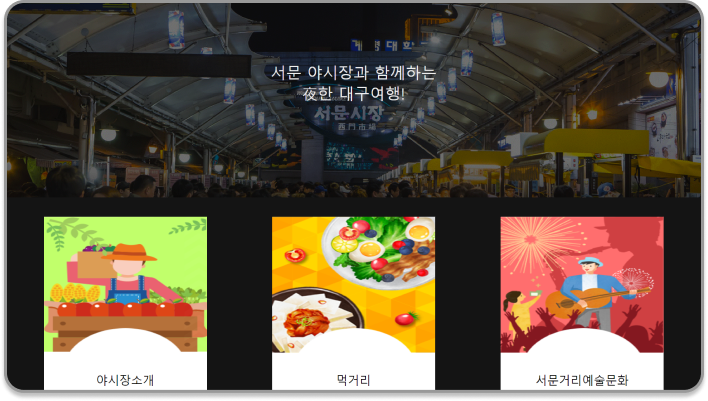 서문 야시장과 함께하는
夜한 대구여행!
서문시장
西門市場
야시장소개
먹거리
서문거리예술문화